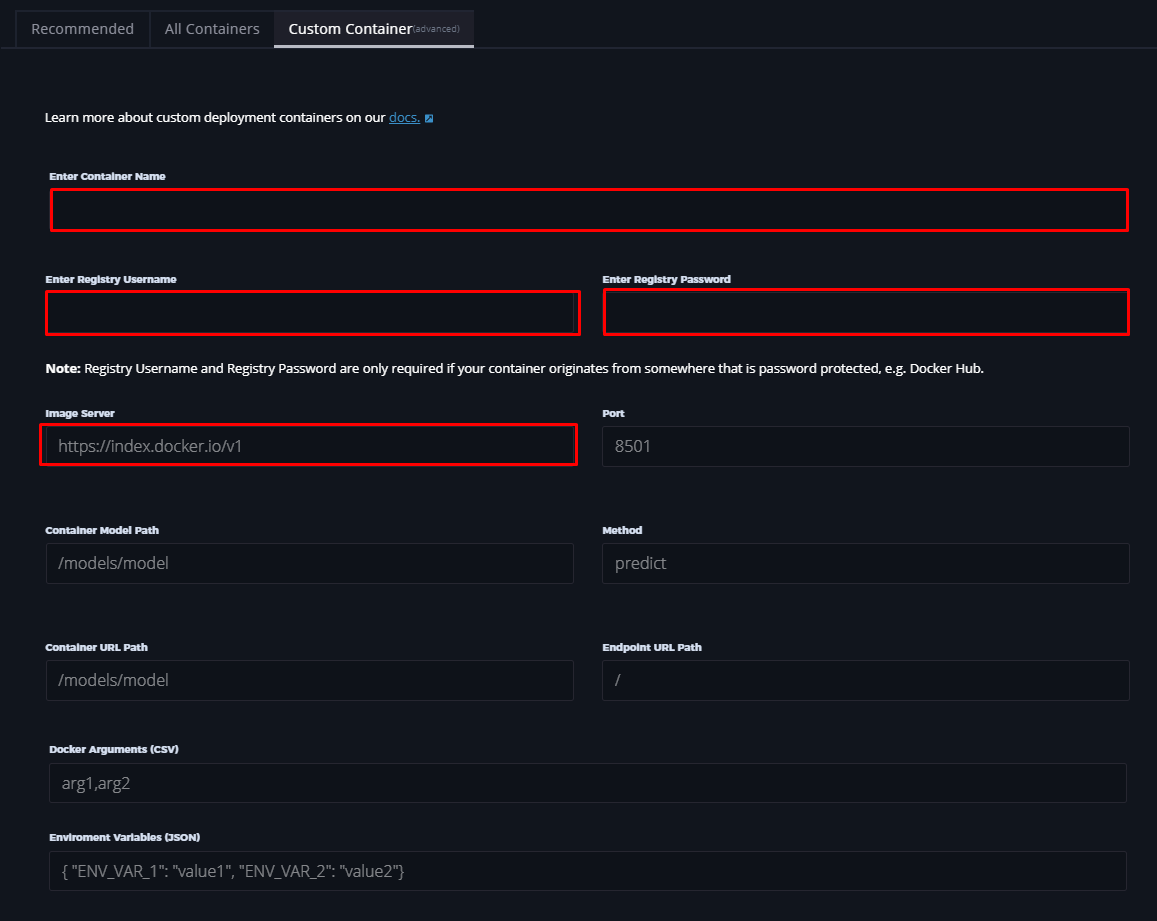 Recommended All Containers Custom Container(advanced)
Learn more about custom deployment containers on our docs.
Enter Container Name
Enter Registry Username Enter Registry Password
Note: Registry Username and Registry Password are only required if your container originates from somewhere that is password protected, e.g. Docker Hub.
Image Server Port
https://index.docker.io/v1 8501
Container Model Path Method
/models/model predict
Container URL Path Endpoint URL Path
/models/model /
Docker Arguments (CSV)
arg1,arg2
Enviroment Variables (JSON)
{ "ENV_VAR_1": "value1", "ENV_VAR_2": "value2"}